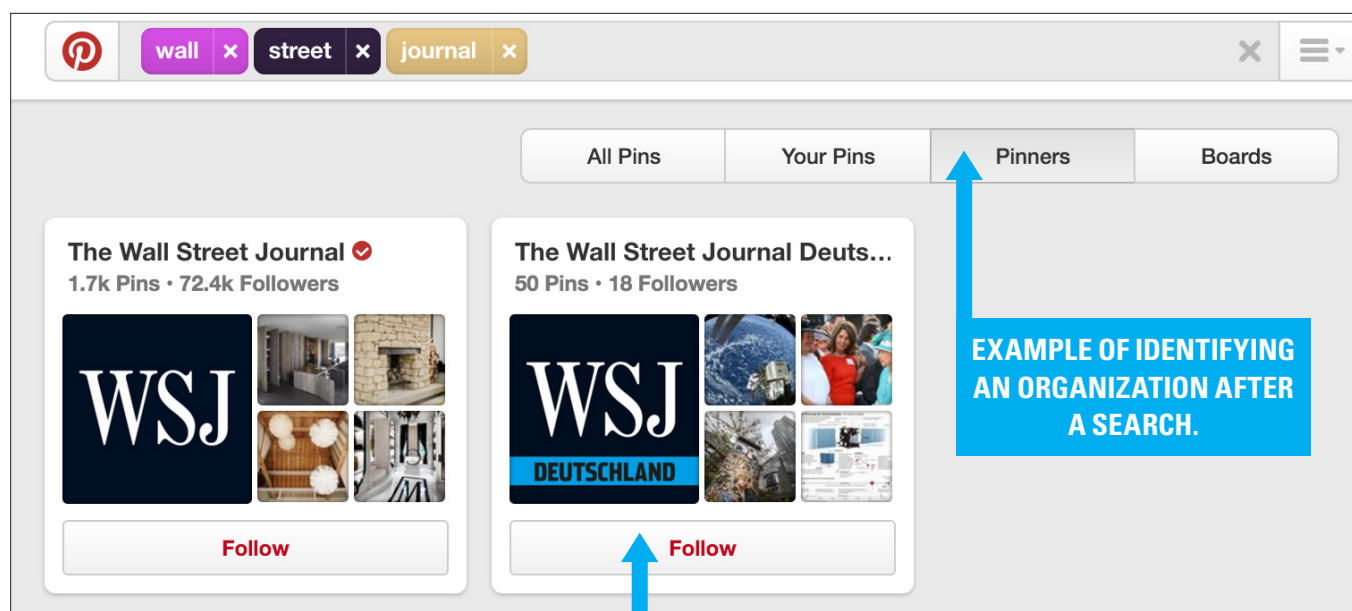 wall × street × journal ×
All Pins Your Pins Pinners Boards
The Wall Street Journal
1.7k Pins • 72.4k Followers
WSJ
Follow
The Wall Street Journal Deuts...
50 Pins • 18 Followers
WSJ
DEUTSCHLAND
Follow
EXAMPLE OF IDENTIFYING
AN ORGANIZATION AFTER
A SEARCH.